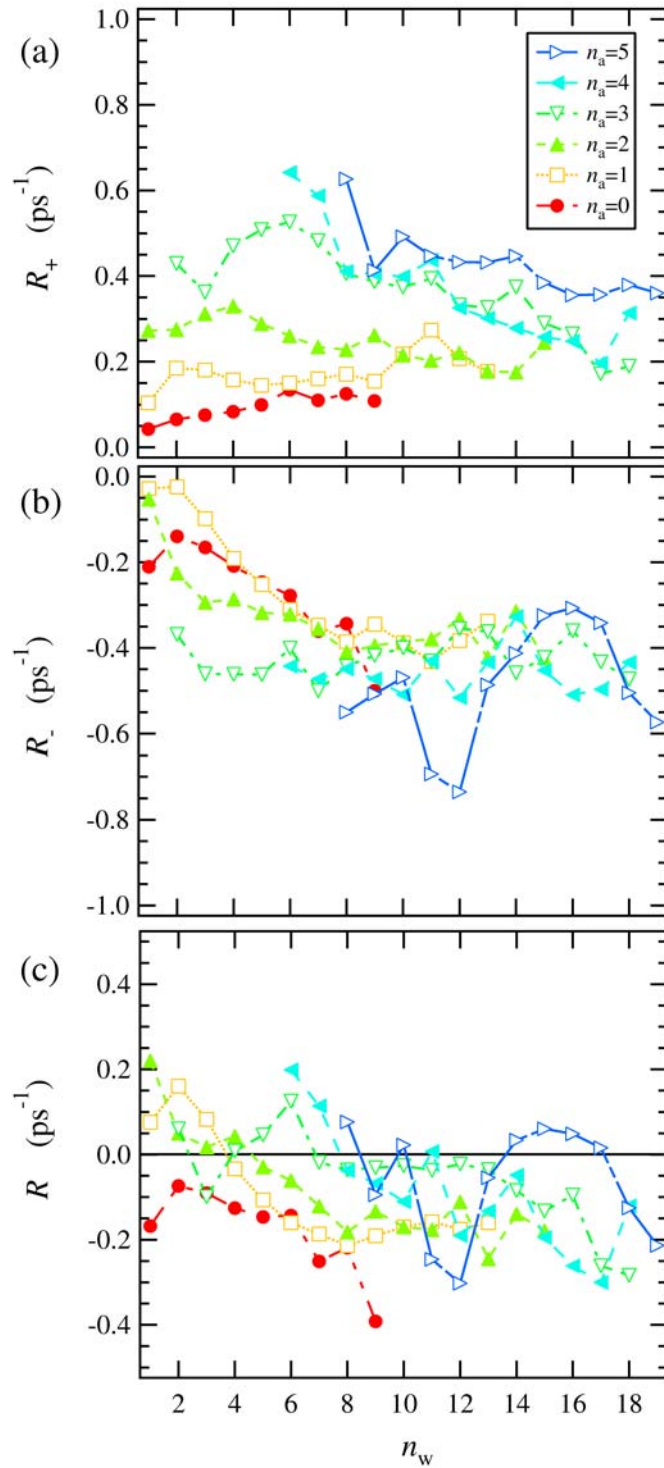 (a)
R₊ (ps⁻¹)
1.0
0.8
0.6
0.4
0.2
0.0
nₐ=5
nₐ=4
nₐ=3
nₐ=2
nₐ=1
nₐ=0
(b)
R₋ (ps⁻¹)
0.0
-0.2
-0.4
-0.6
-0.8
-1.0
(c)
R (ps⁻¹)
0.4
0.2
0.0
-0.2
-0.4
2 4 6 8 10 12 14 16 18
n_w